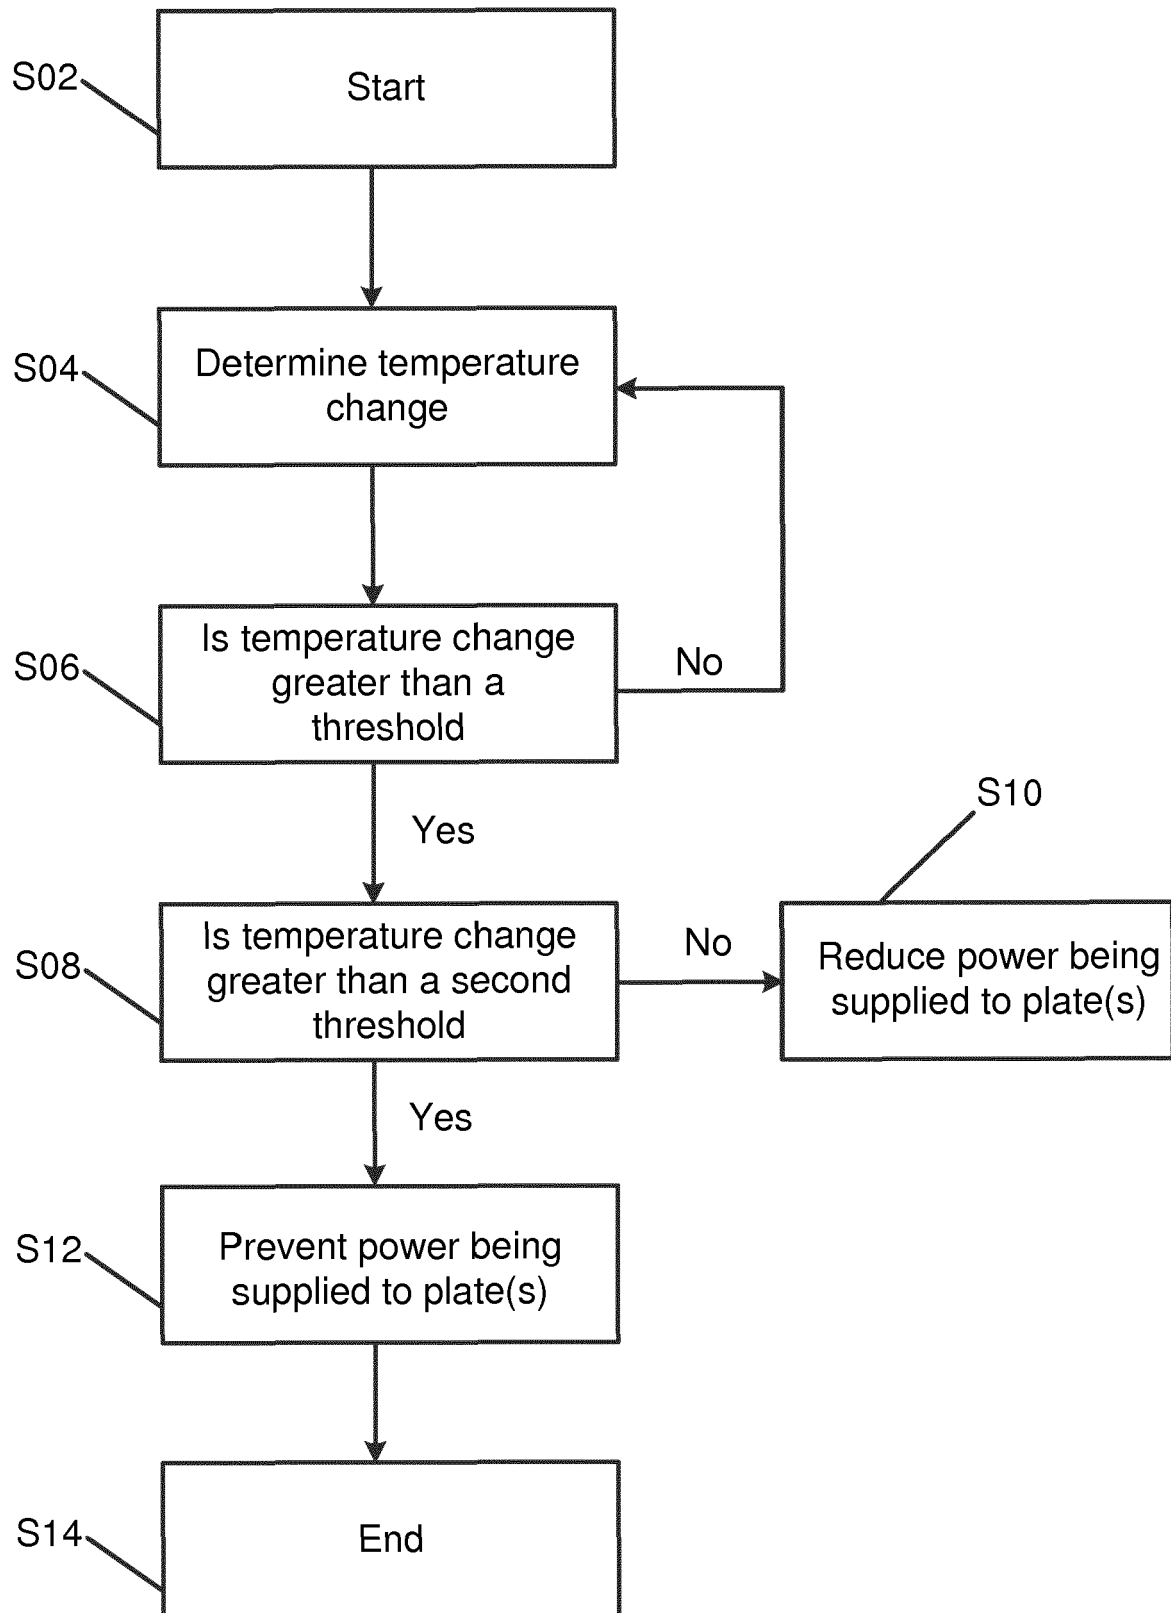 S02
Start
S04
Determine temperature
change
S06
Is temperature change
greater than a
threshold
No
Yes
S10
S08
Is temperature change
greater than a second
threshold
No
Reduce power being
supplied to plate(s)
Yes
S12
Prevent power being
supplied to plate(s)
S14
End